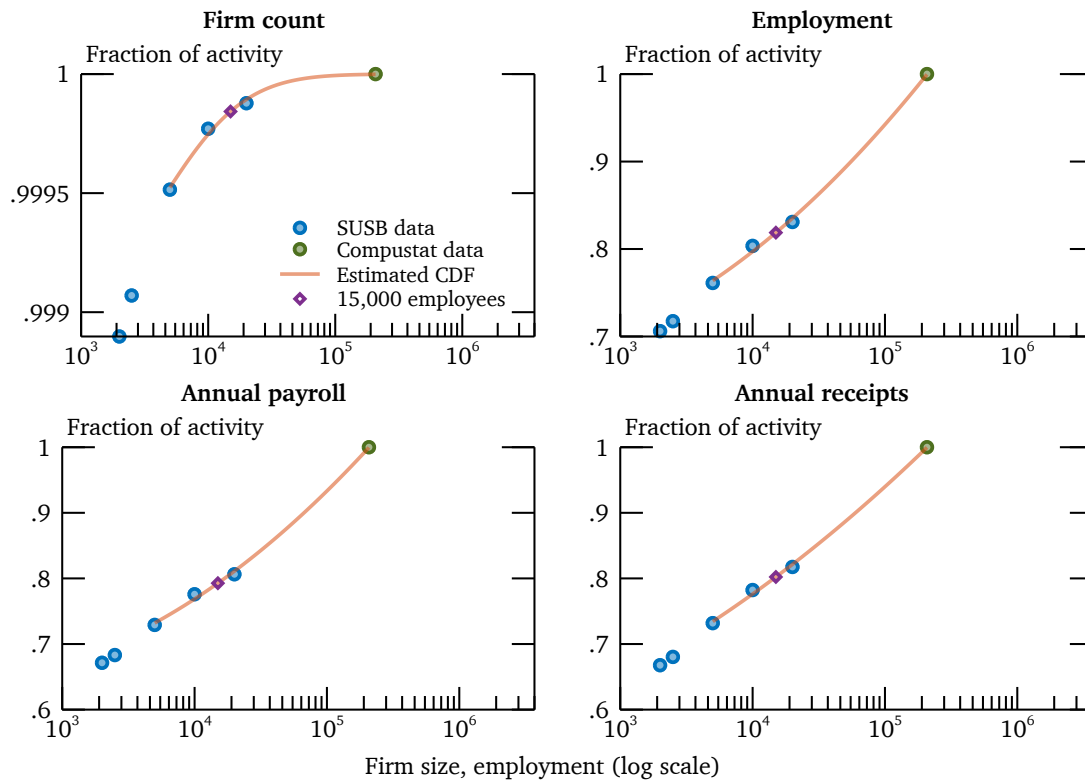 Firm count
Fraction of activity
1
.9995
.999
10³ 10⁴ 10⁵ 10⁶
SUSB data
Compustat data
Estimated CDF
15,000 employees
Employment
Fraction of activity
1
.9
.8
.7
10³ 10⁴ 10⁵ 10⁶
Annual payroll
Fraction of activity
1
.9
.8
.7
.6
10³ 10⁴ 10⁵ 10⁶
Annual receipts
Fraction of activity
1
.9
.8
.7
.6
10³ 10⁴ 10⁵ 10⁶
Firm size, employment (log scale)